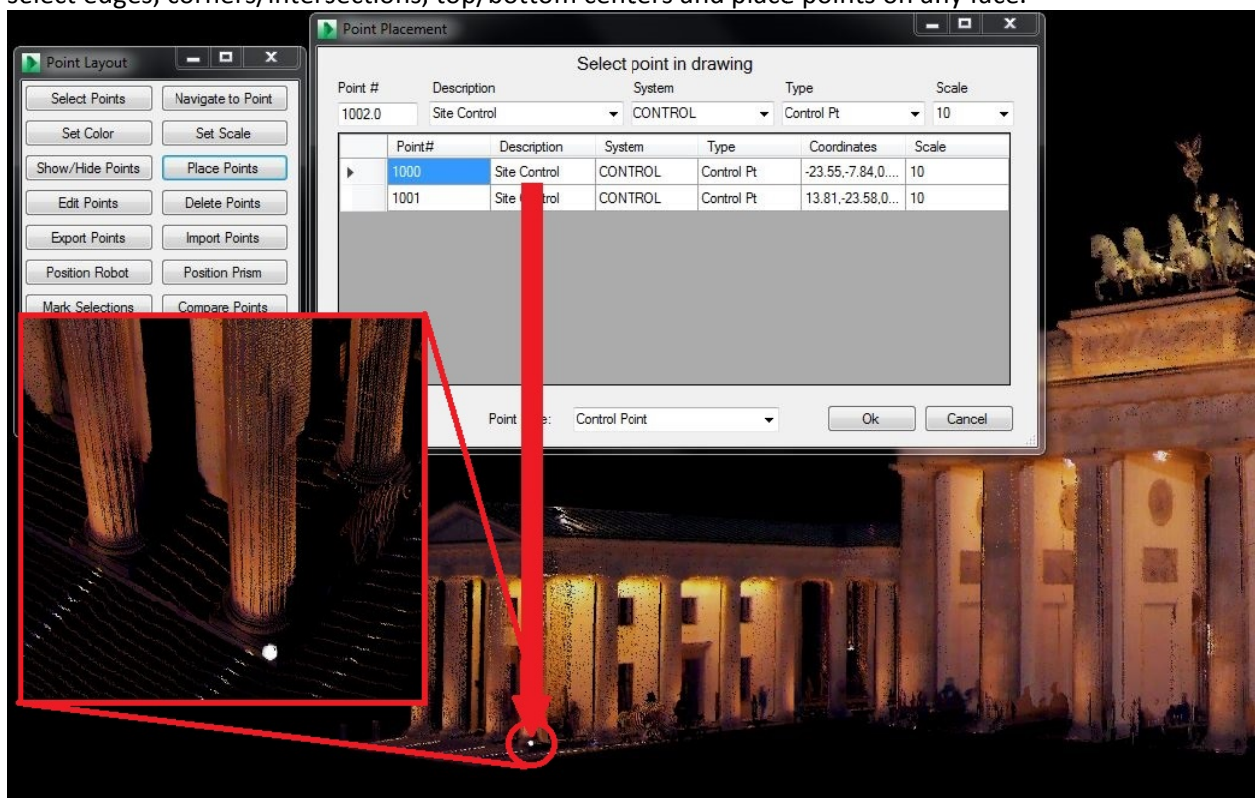 select edges, corners/intersections, top/bottom centers and place points on any face.
Point Placement
Select point in drawing
Point # Description System Type Scale
1002.0 Site Control CONTROL Control Pt 10
Point# Description System Type Coordinates Scale
1000 Site Control CONTROL Control Pt -23.55,-7.84,0.... 10
1001 Site trol CONTROL Control Pt 13.81,-23.58,0... 10
Point e: Control Point Ok Cancel
Point Layout
Select Points Navigate to Point
Set Color Set Scale
Show/Hide Points Place Points
Edit Points Delete Points
Export Points Import Points
Position Robot Position Prism
Mark Selections Compare Points